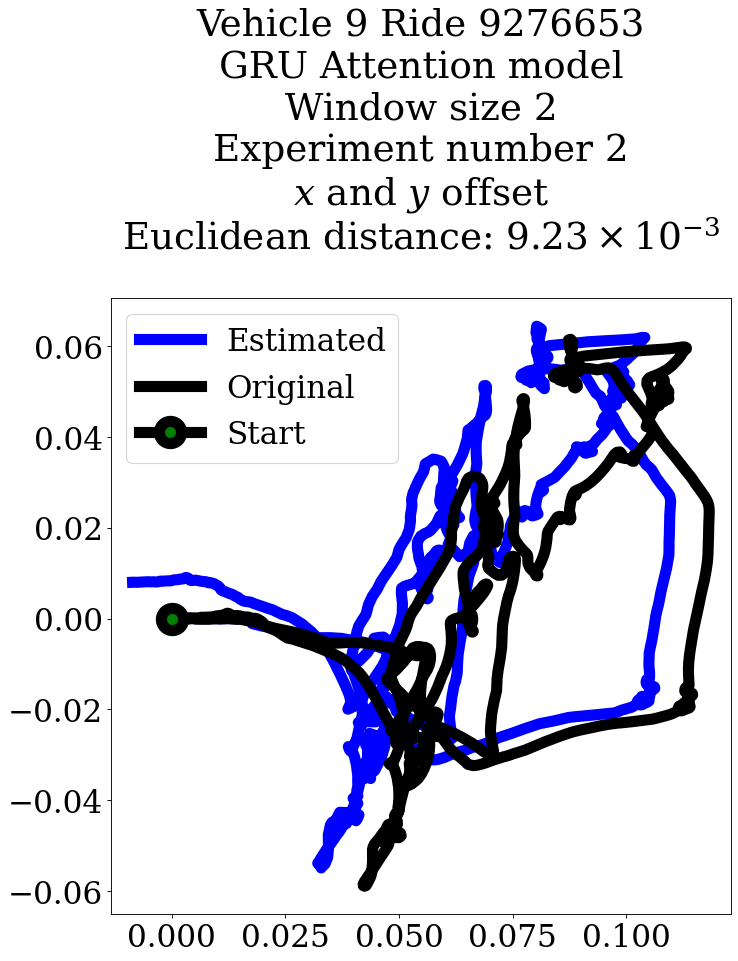 Vehicle 9 Ride 9276653
GRU Attention model
Window size 2
Experiment number 2
x and y offset
Euclidean distance: 9.23 × 10⁻³
Estimated
Original
Start
0.06
0.04
0.02
0.00
−0.02
−0.04
−0.06
0.000 0.025 0.050 0.075 0.100